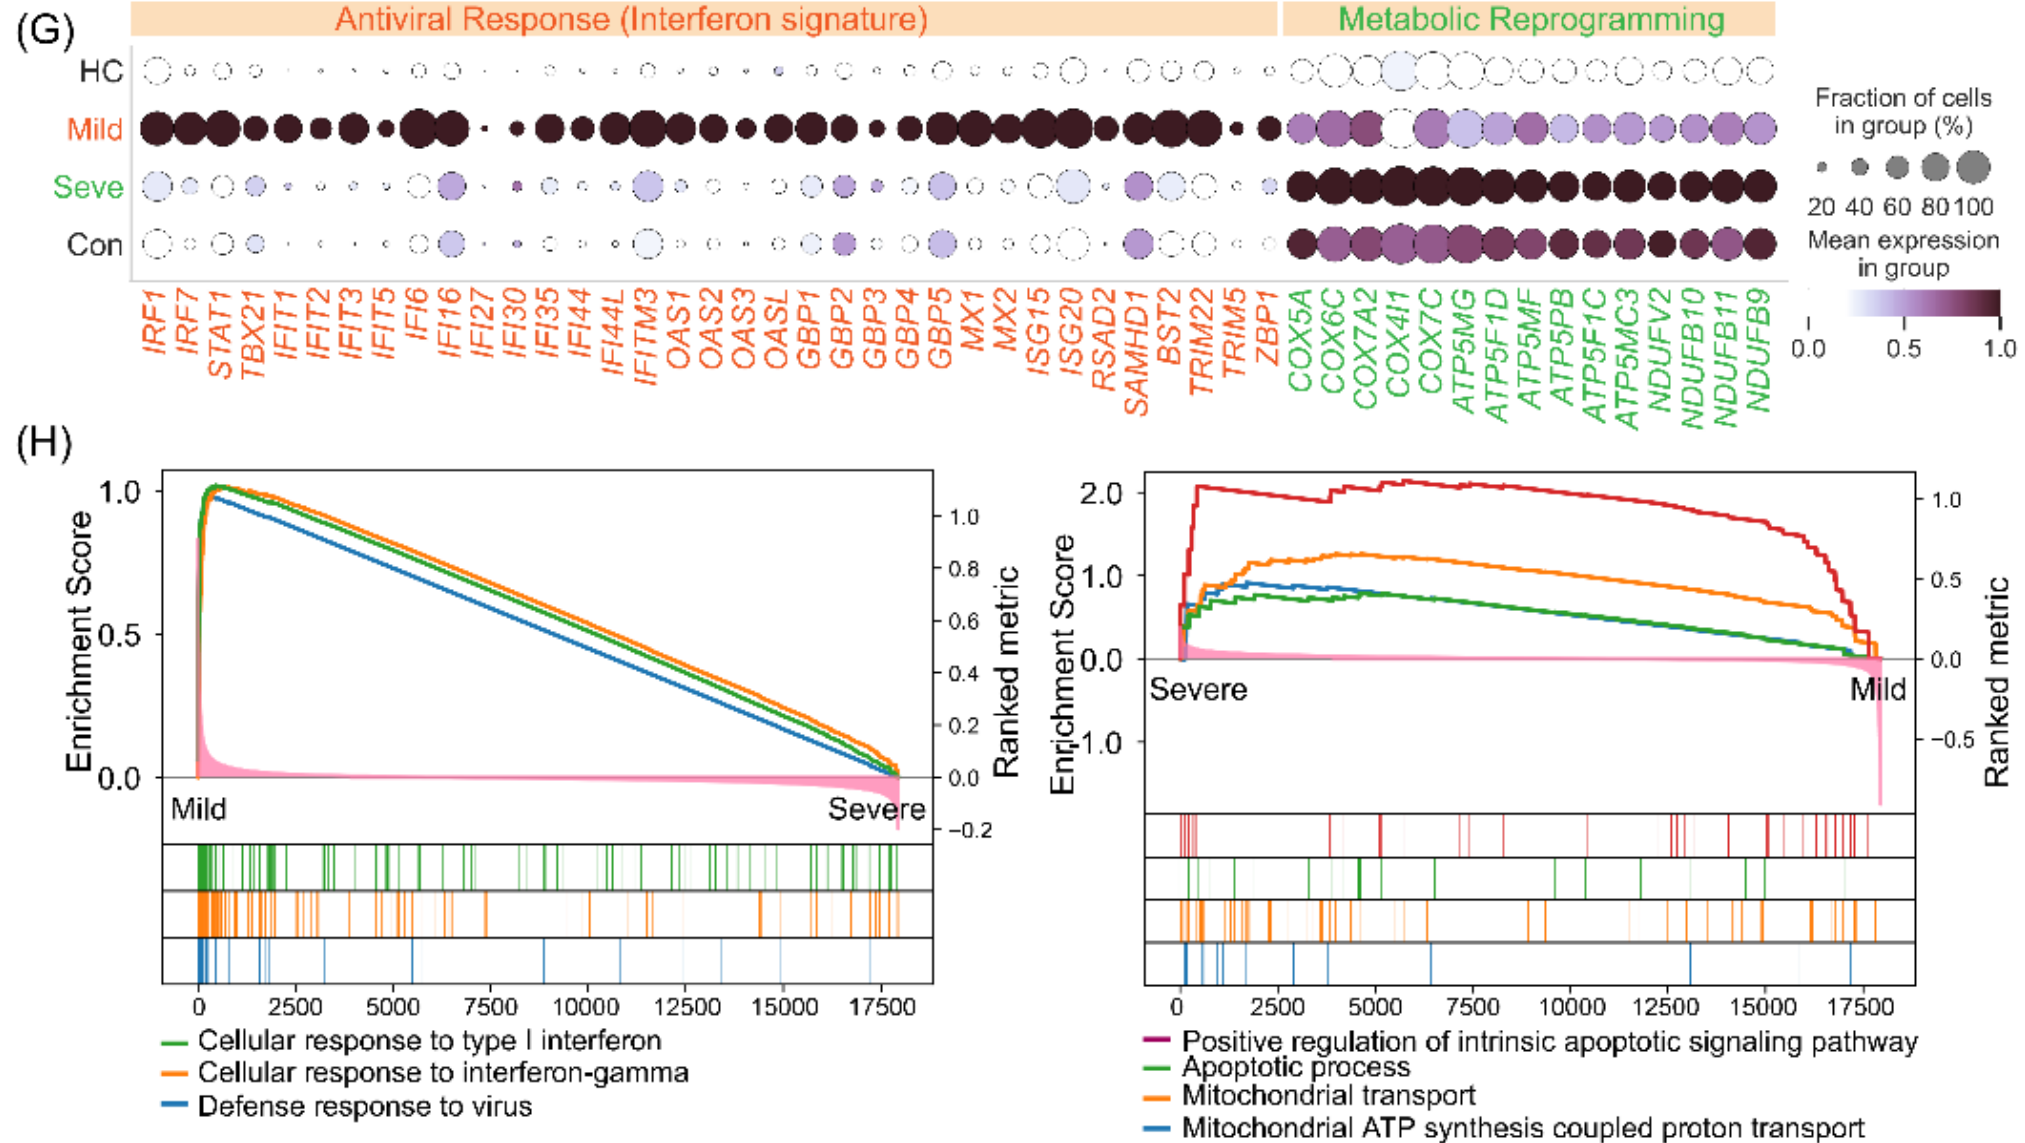 (G)
Antiviral Response (Interferon signature)
Metabolic Reprogramming
HC
Mild
Seve
Con
Fraction of cells
in group (%)
20 40 60 80 100
Mean expression
in group
0.0 0.5 1.0
IRF1
IRF7
STAT1
TBX21
IFIT1
IFIT2
IFIT3
IFIT5
IFI6
IFI16
IFI27
IFI30
IFI35
IFI44
IFI44L
IFITM3
OAS1
OAS2
OAS3
OASL
GBP1
GBP2
GBP3
GBP4
GBP5
MX1
MX2
ISG15
ISG20
RSAD2
SAMHD1
BST2
TRIM22
TRIM5
ZBP1
COX5A
COX6C
COX7A2
COX4I1
COX7C
ATP5MG
ATP5F1D
ATP5MF
ATP5PB
ATP5F1C
ATP5MC3
NDUFV2
NDUFB10
NDUFB11
NDUFB9
(H)
Enrichment Score
1.0
0.5
0.0
Mild
Severe
1.0
0.8
0.6
0.4
0.2
0.0
−0.2
Ranked metric
0 2500 5000 7500 10000 12500 15000 17500
Cellular response to type I interferon
Cellular response to interferon-gamma
Defense response to virus
Enrichment Score
2.0
1.0
0.0
-1.0
Severe
Mild
1.0
0.5
0.0
−0.5
Ranked metric
0 2500 5000 7500 10000 12500 15000 17500
Positive regulation of intrinsic apoptotic signaling pathway
Apoptotic process
Mitochondrial transport
Mitochondrial ATP synthesis coupled proton transport